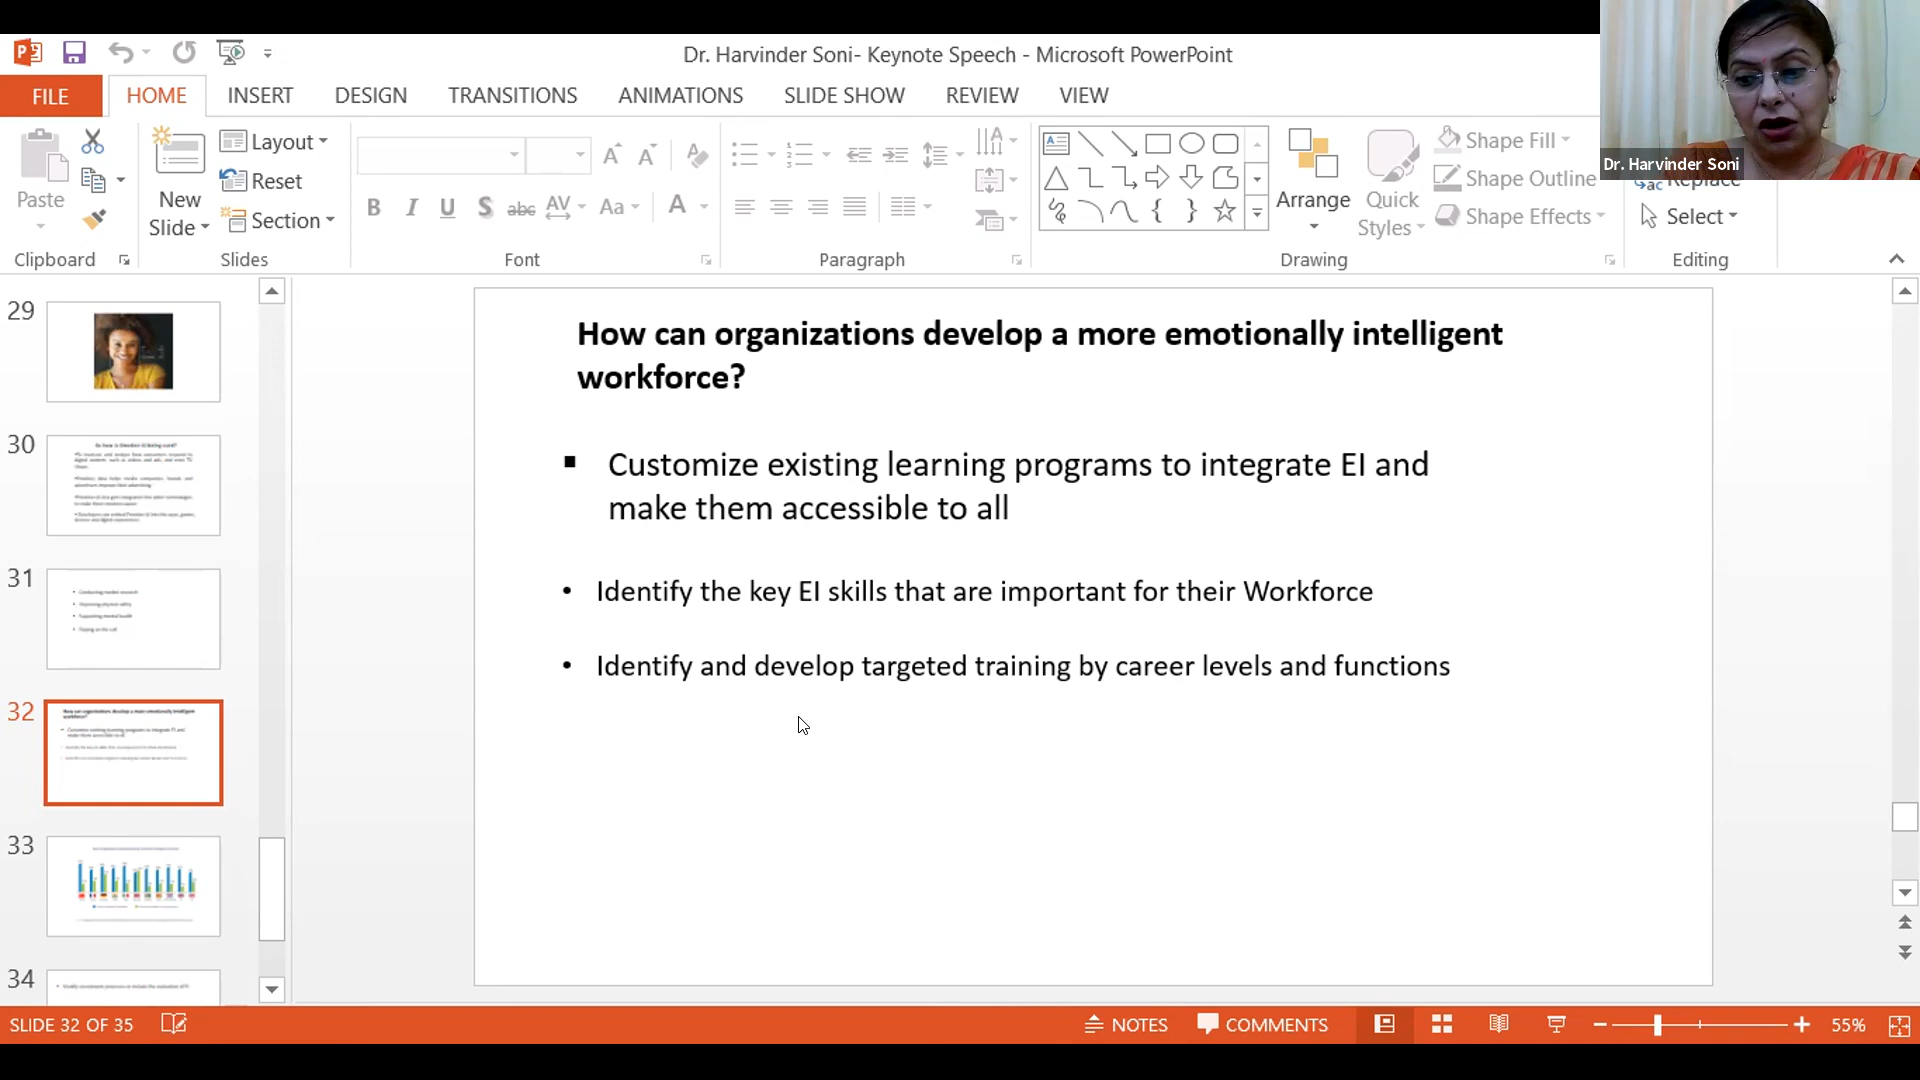 Dr. Harvinder Soni- Keynote Speech - Microsoft PowerPoint
FILE
HOME
INSERT
DESIGN
TRANSITIONS
ANIMATIONS
SLIDE SHOW
REVIEW
VIEW
Paste
Clipboard
New
Slide
Layout
Reset
Section
Slides
B I U S abc AV Aa A
Font
Paragraph
Arrange
Quick
Styles
Shape Fill
Shape Outline
Shape Effects
Drawing
Replace
Select
Editing
Dr. Harvinder Soni
29
30
31
32
33
34
How can organizations develop a more emotionally intelligent
workforce?
▪ Customize existing learning programs to integrate EI and
make them accessible to all
• Identify the key EI skills that are important for their Workforce
• Identify and develop targeted training by career levels and functions
SLIDE 32 OF 35
NOTES
COMMENTS
55%